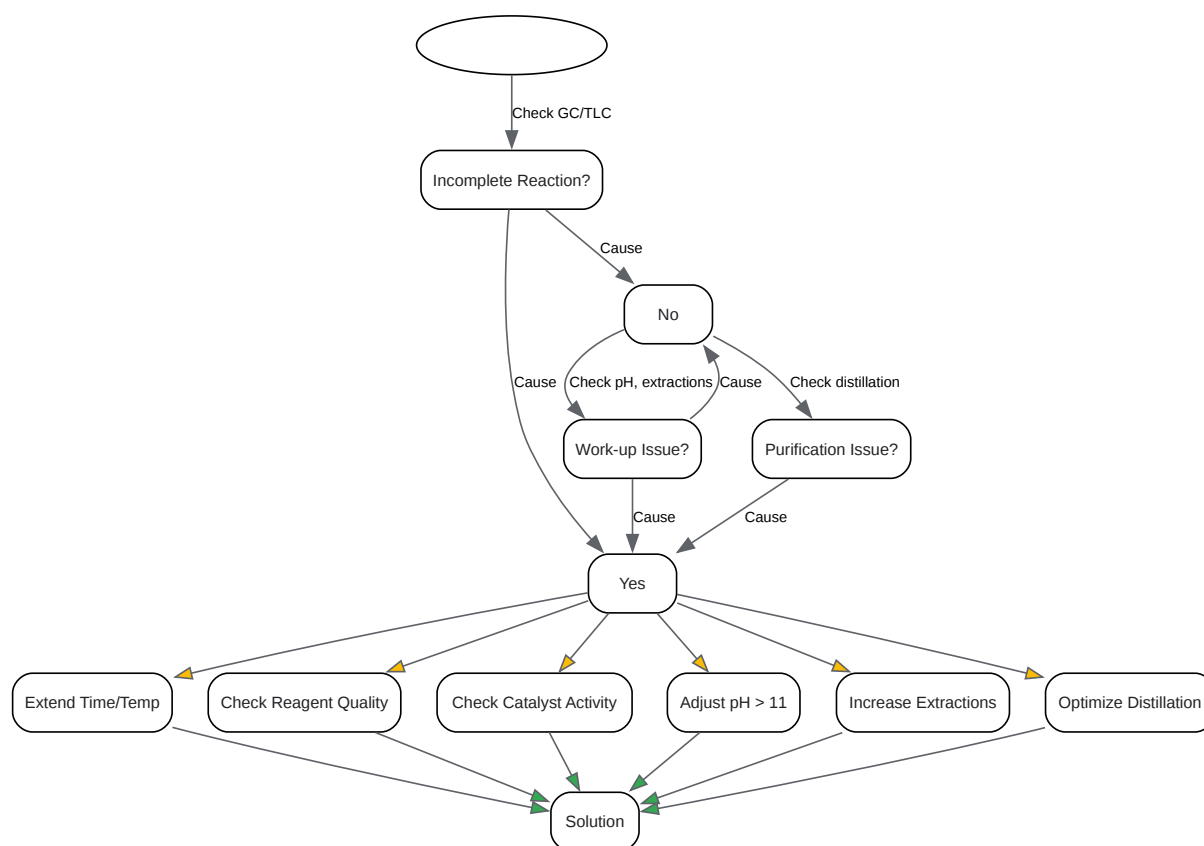 Check GC/TLC
Incomplete Reaction?
Cause
No
Cause
Check pH, extractions
Cause
Check distillation
Work-up Issue?
Purification Issue?
Cause
Cause
Yes
Extend Time/Temp
Check Reagent Quality
Check Catalyst Activity
Adjust pH > 11
Increase Extractions
Optimize Distillation
Solution